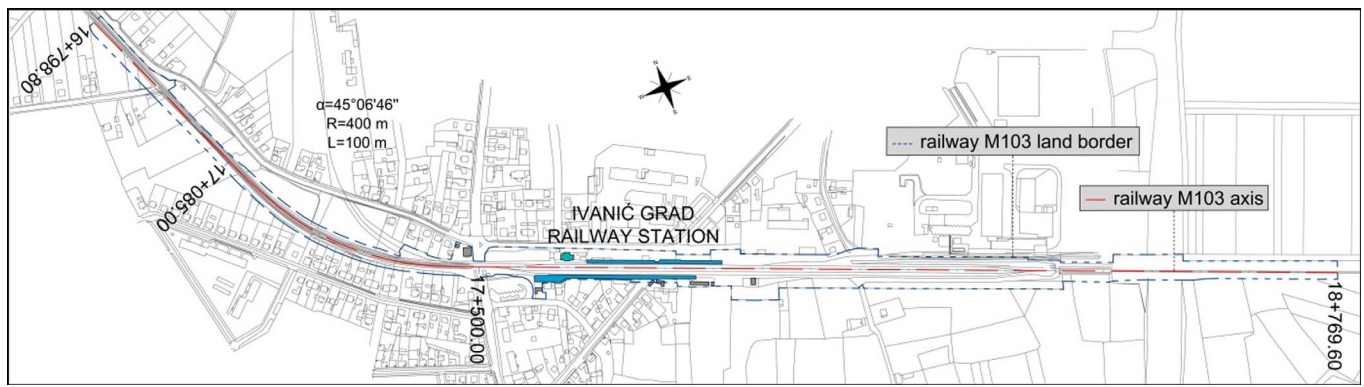 16+798.80
α=45°06'46"
R=400 m
L=100 m
N
E
W
S
17+085.00
railway M103 land border
railway M103 axis
IVANIĆ GRAD
RAILWAY STATION
17+500.00
18+769.60